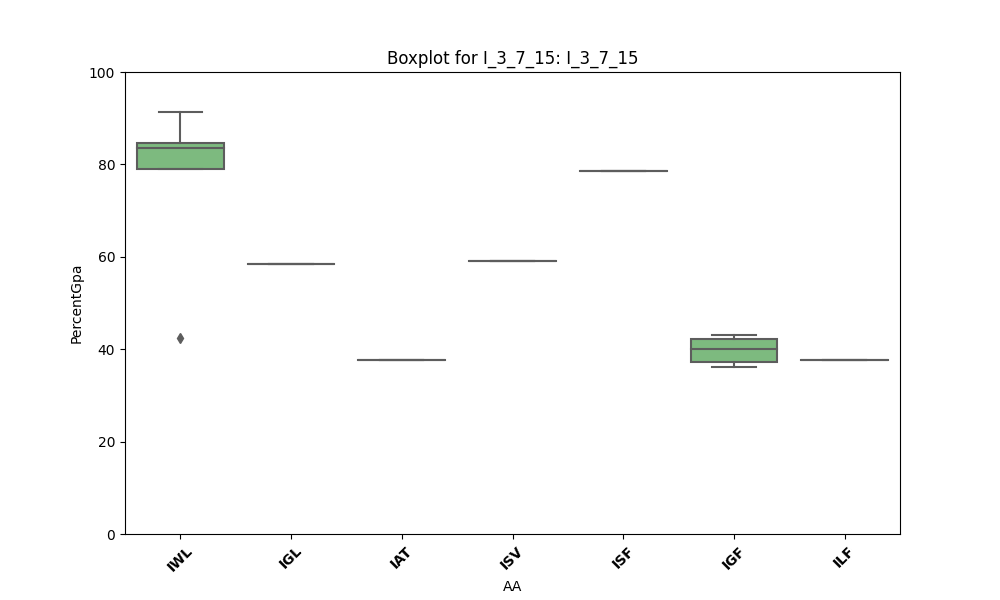 Boxplot for I_3_7_15: I_3_7_15
100
80
60
40
20
0
PercentGpa
IWL
IGL
IAT
ISV
ISF
IGF
ILF
AA